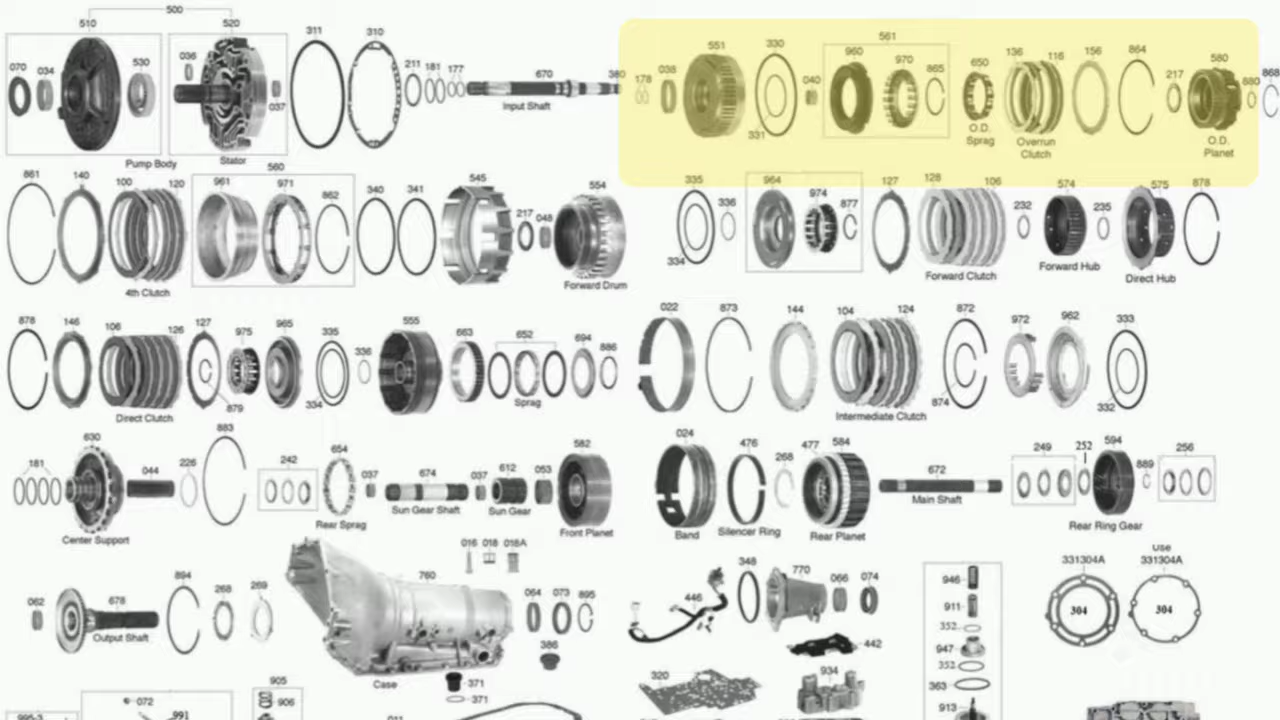 500
510 520
070 034 530 036 037
Pump Body
Stator
311 310 211 181 177 670 380
Input Shaft
178 038 551 330 331 040
561
960 970 865
650 136 116 156 864 217 580 880 868
O.D.
Sprag
Overrun
Clutch
O.D.
Planet
861 140 100 120
4th Clutch
560
961 971 862
340 341 545 217 048 554
Forward Drum
335 336 334
964 974 877
127 128 106 232 574 235 575 878
Forward Clutch
Forward Hub
Direct Hub
878 146 106 126 127 975 965 335 336 555 663 652 694 886
879 334
Direct Clutch
Sprag
022 873 144 104 124 872 972 962 333
874 332
Intermediate Clutch
181 630 044 226 883 242 654 037 674 037 612 053 582
Center Support
Rear Sprag
Sun Gear Shaft
Sun Gear
Front Planet
024 476 268 477 584 672 249 252 594 889 256
Band
Silencer Ring
Rear Planet
Main Shaft
Rear Ring Gear
062 678 894 268 269
Output Shaft
016 018 018A
760
064 073 895
386
371
371
Case
446 348 770 066 074
442
320 934
946
911
352
947
352
363
913
331304A
Use
331304A
304 304
072
991
905
906
995-3